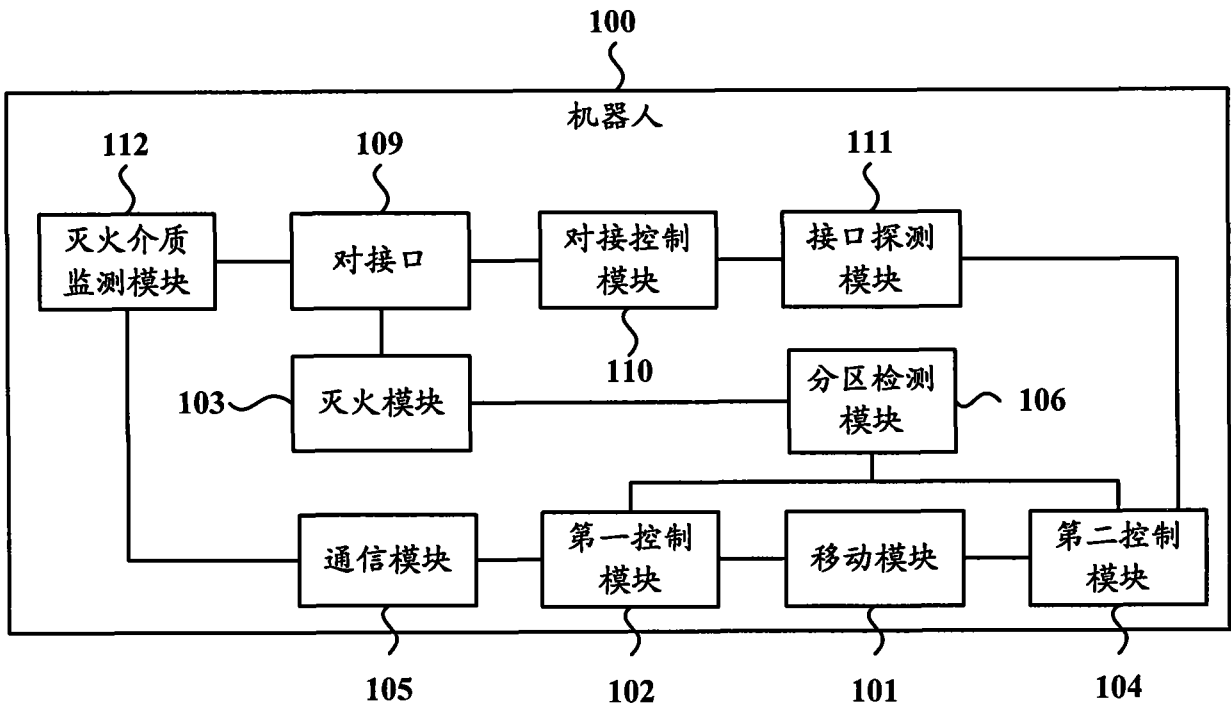 100
机器人
112
109
111
灭火介质
监测模块
对接口
对接控制
模块
接口探测
模块
110
103
灭火模块
分区检测
模块
106
通信模块
第一控制
模块
移动模块
第二控制
模块
105
102
101
104